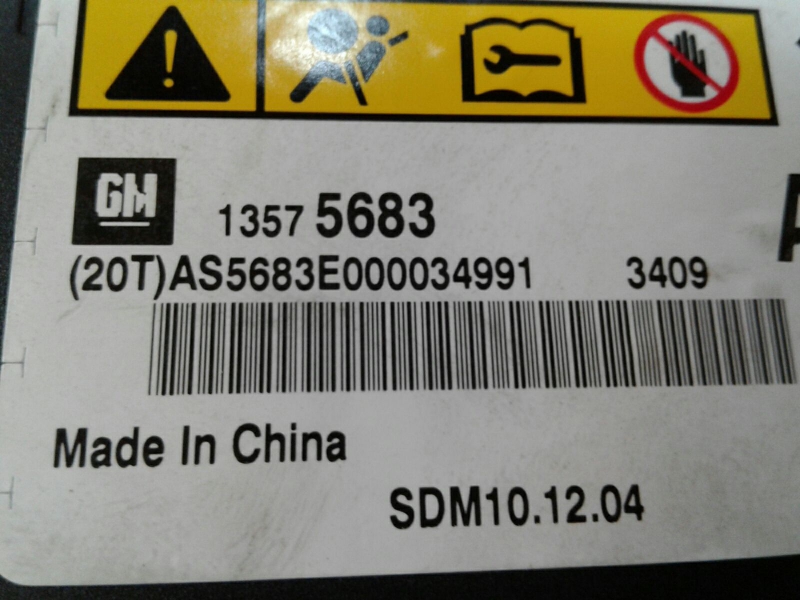 GM 1357 5683
(20T)AS5683E000034991 3409
Made In China
SDM10.12.04